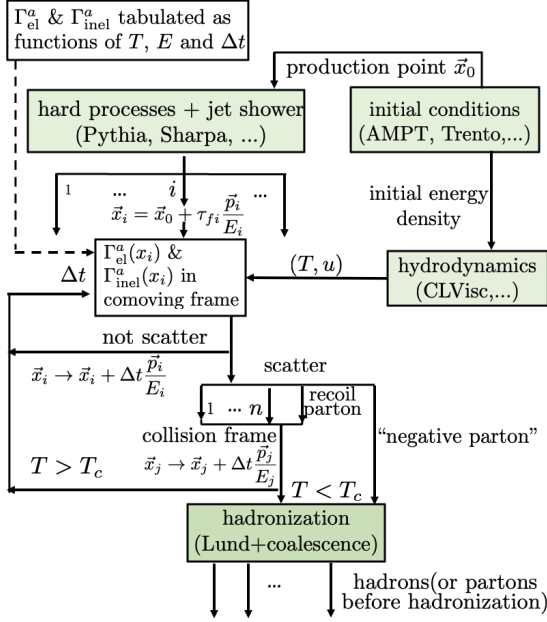 Γ^a_el & Γ^a_inel tabulated as
functions of T, E and Δt
production point x⃗_0
hard processes + jet shower
(Pythia, Sharpa, ...)
initial conditions
(AMPT, Trento,...)
1 ... i ...
x⃗_i = x⃗_0 + τ_fi p⃗_i/E_i
initial energy
density
Γ^a_el(x_i) &
Γ^a_inel(x_i) in
comoving frame
Δt
(T, u)
hydrodynamics
(CLVisc,...)
not scatter
x⃗_i → x⃗_i + Δt p⃗_i/E_i
scatter
1 ... n
recoil
parton
collision frame
“negative parton”
x⃗_j → x⃗_j + Δt p⃗_j/E_j
T > T_c
T < T_c
hadronization
(Lund+coalescence)
...
hadrons(or partons
before hadronization)